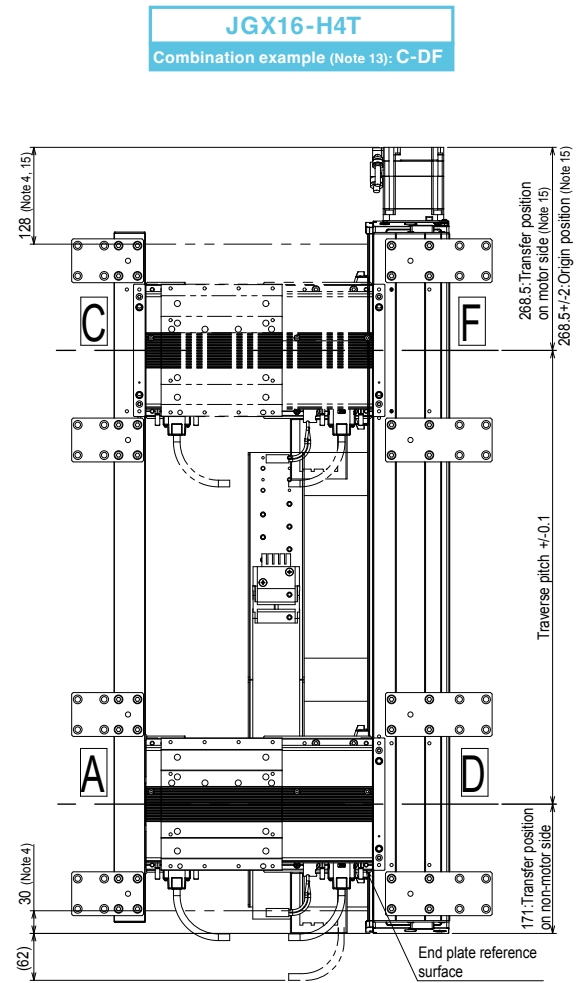 JGX16-H4T
Combination example (Note 13): C-DF
128 (Note 4, 15)
268.5:Transfer position
on motor side (Note 15)
268.5+/-2:Origin position (Note 15)
C
F
Traverse pitch +/-0.1
A
D
30 (Note 4)
171:Transfer position
on non-motor side
(62)
End plate reference
surface